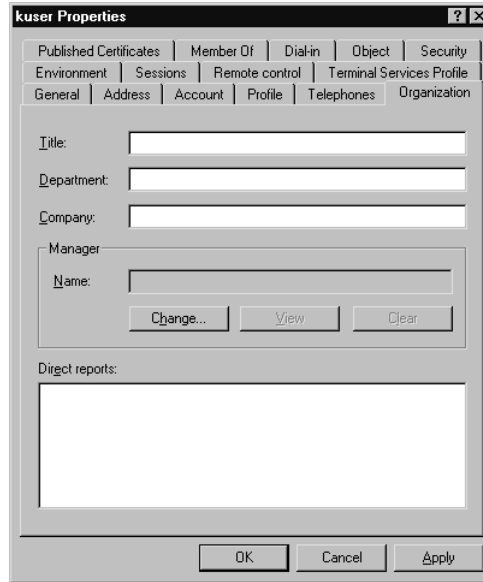 kuser Properties
Published Certificates Member Of Dial-in Object Security
Environment Sessions Remote control Terminal Services Profile
General Address Account Profile Telephones Organization
Title:
Department:
Company:
Manager
Name:
Change... View Clear
Direct reports:
OK Cancel Apply